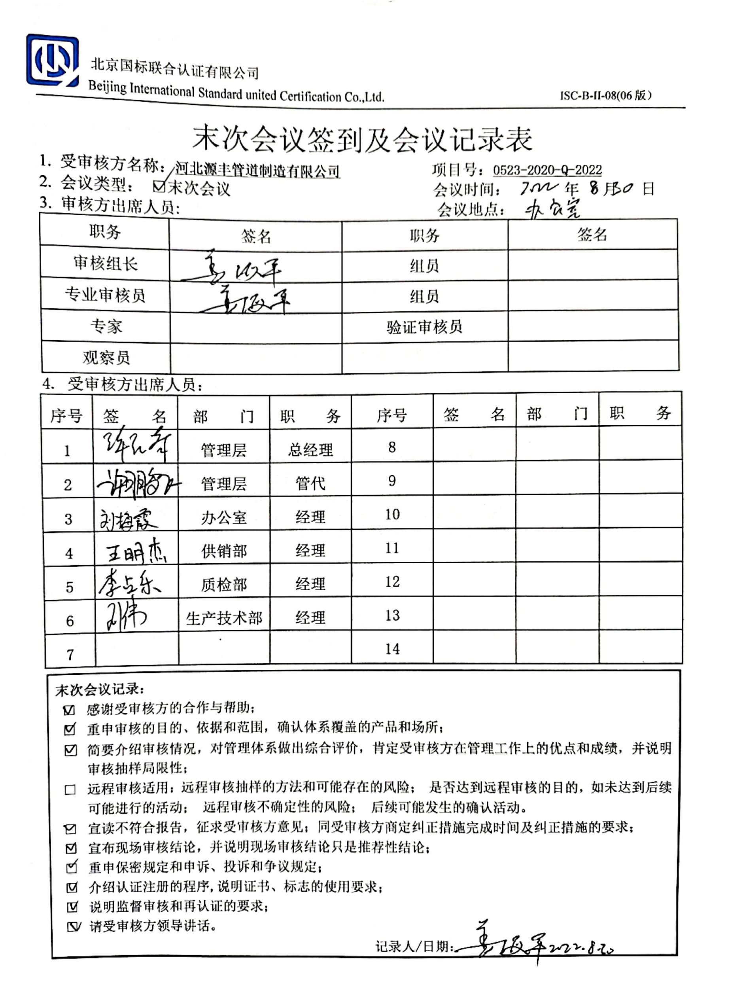 北京国标联合认证有限公司
Beijing International Standard united Certification Co.,Ltd.
ISC-B-II-08(06版)
末次会议签到及会议记录表
1. 受审核方名称: 河北源丰管道制造有限公司 项目号: 0523-2020-Q-2022
2. 会议类型: ☑末次会议 会议时间: 2022 年 8 月30 日
3. 审核方出席人员: 会议地点: 办公室
职务 签名 职务 签名
审核组长 组员
专业审核员 组员
专家 验证审核员
观察员
4. 受审核方出席人员:
序号 签 名 部 门 职 务 序号 签 名 部 门 职 务
1 管理层 总经理 8
2 管理层 管代 9
3 刘梅霞 办公室 经理 10
4 王明杰 供销部 经理 11
5 李占乐 质检部 经理 12
6 刘伟 生产技术部 经理 13
7 14
末次会议记录:
☑ 感谢受审核方的合作与帮助;
☑ 重申审核的目的、依据和范围，确认体系覆盖的产品和场所;
☑ 简要介绍审核情况，对管理体系做出综合评价，肯定受审核方在管理工作上的优点和成绩，并说明
审核抽样局限性;
☐ 远程审核适用: 远程审核抽样的方法和可能存在的风险; 是否达到远程审核的目的，如未达到后续
可能进行的活动; 远程审核不确定性的风险; 后续可能发生的确认活动。
☑ 宣读不符合报告，征求受审核方意见; 同受审核方商定纠正措施完成时间及纠正措施的要求;
☑ 宣布现场审核结论，并说明现场审核结论只是推荐性结论;
☑ 重申保密规定和申诉、投诉和争议规定;
☑ 介绍认证注册的程序,说明证书、标志的使用要求;
☑ 说明监督审核和再认证的要求;
☑ 请受审核方领导讲话。
记录人/日期: